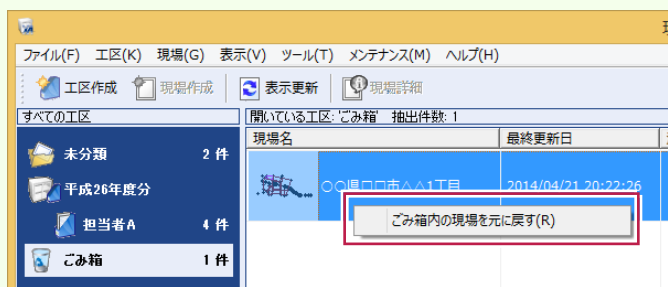 現
ファイル(F) 工区(K) 現場(G) 表示(V) ツール(T) メンテナンス(M) ヘルプ(H)
工区作成 現場作成 表示更新 現場詳細
すべての工区
開いている工区: 'ごみ箱' 抽出件数: 1
現場名 最終更新日
未分類 2 件
平成26年度分
担当者A 4 件
ごみ箱 1 件
○○県□□市△△1丁目 2014/04/21 20:22:26
ごみ箱内の現場を元に戻す(R)